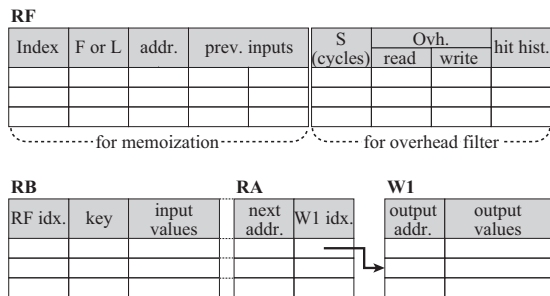 RF
Index F or L addr. prev. inputs S (cycles) Ovh. read write hit hist.
for memoization for overhead filter
RB RA W1
RF idx. key input values next addr. W1 idx. output addr. output values